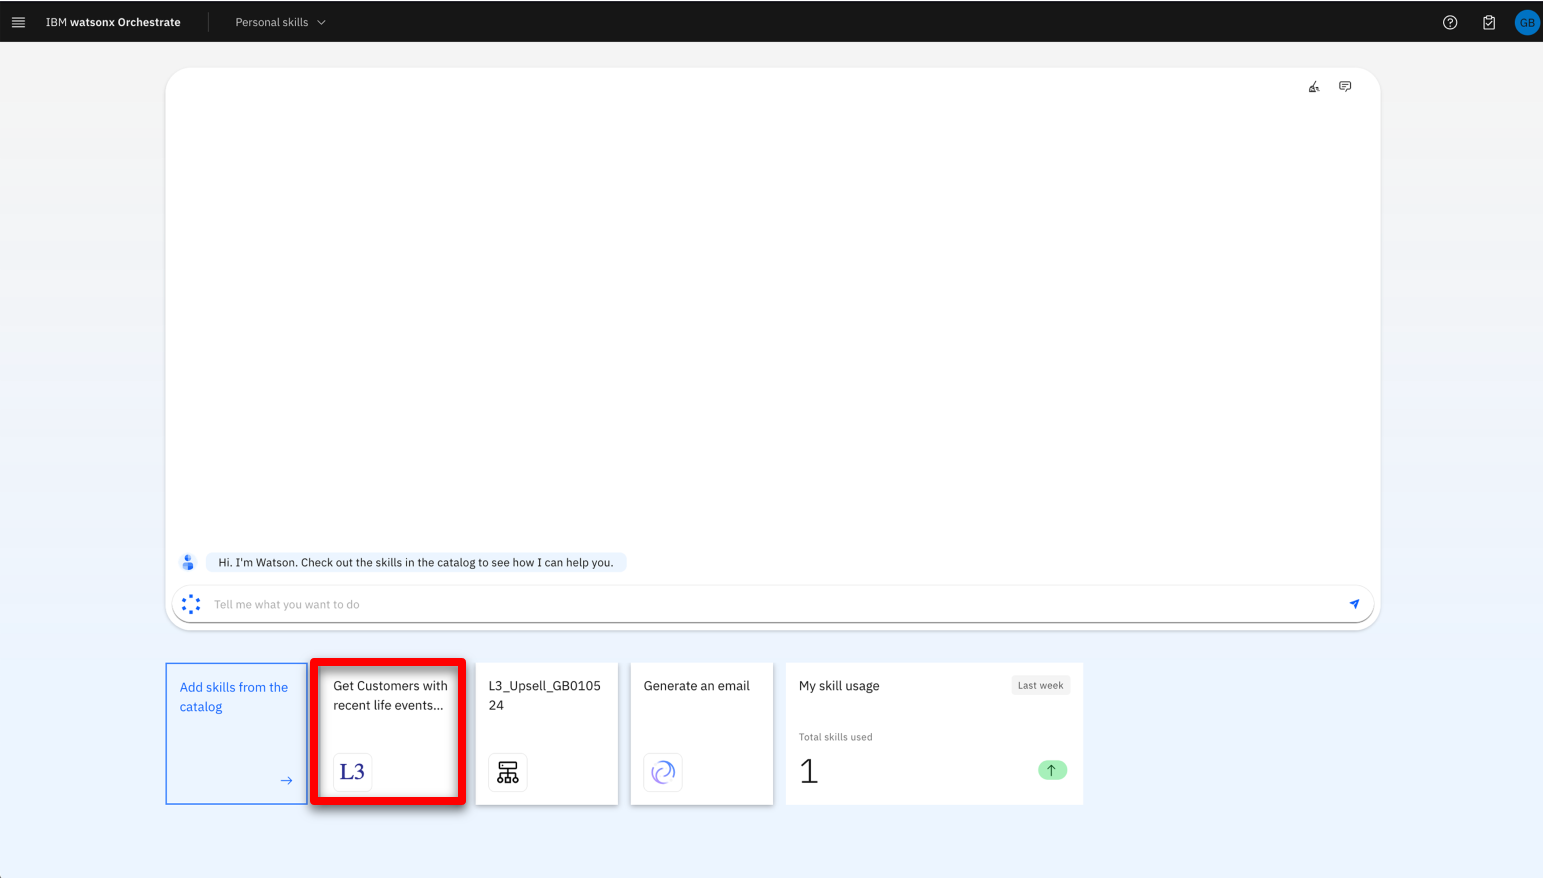 IBM watsonx Orchestrate
Personal skills
GB
Hi. I'm Watson. Check out the skills in the catalog to see how I can help you.
Tell me what you want to do
Add skills from the
catalog
Get Customers with
recent life events...
L3
L3_Upsell_GB0105
24
Generate an email
My skill usage
Last week
Total skills used
1